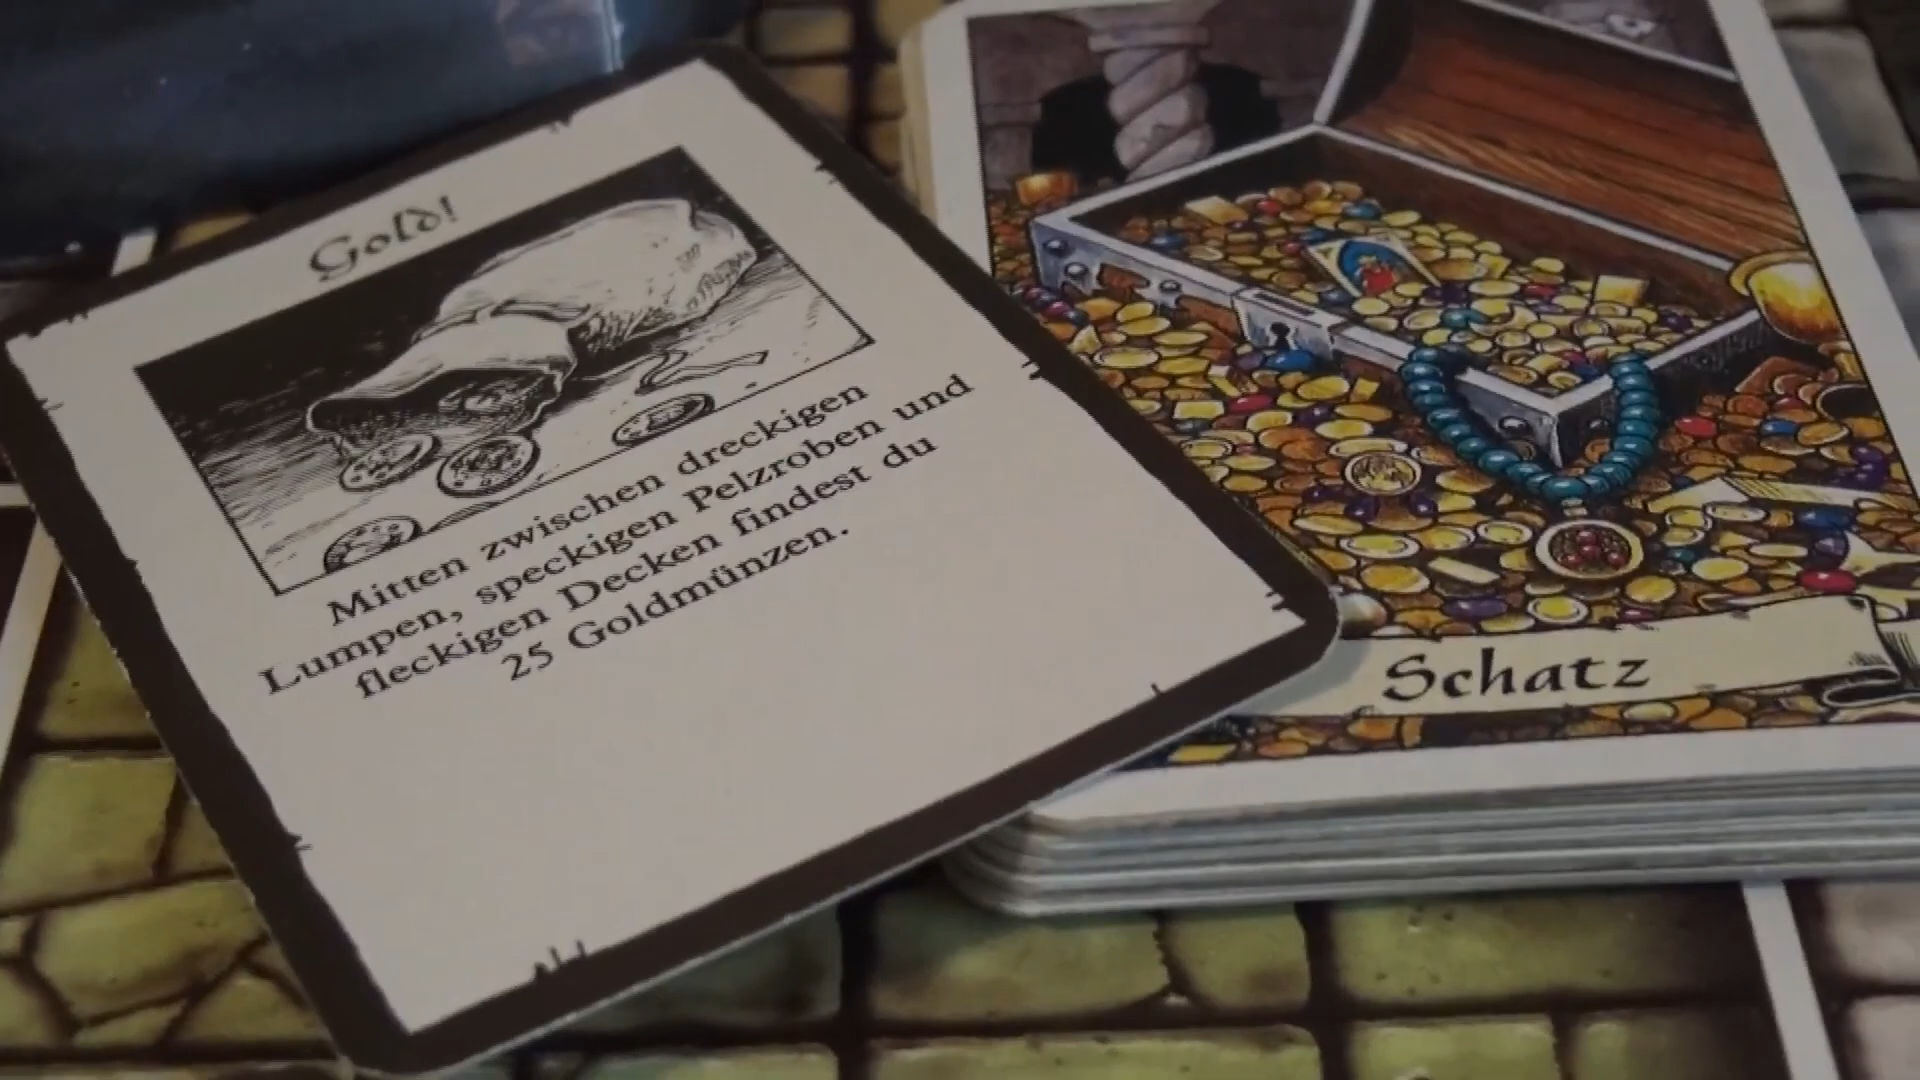 Gold!
Mitten zwischen dreckigen
Lumpen, speckigen Pelzroben und
fleckigen Decken findest du
25 Goldmünzen.
Schatz